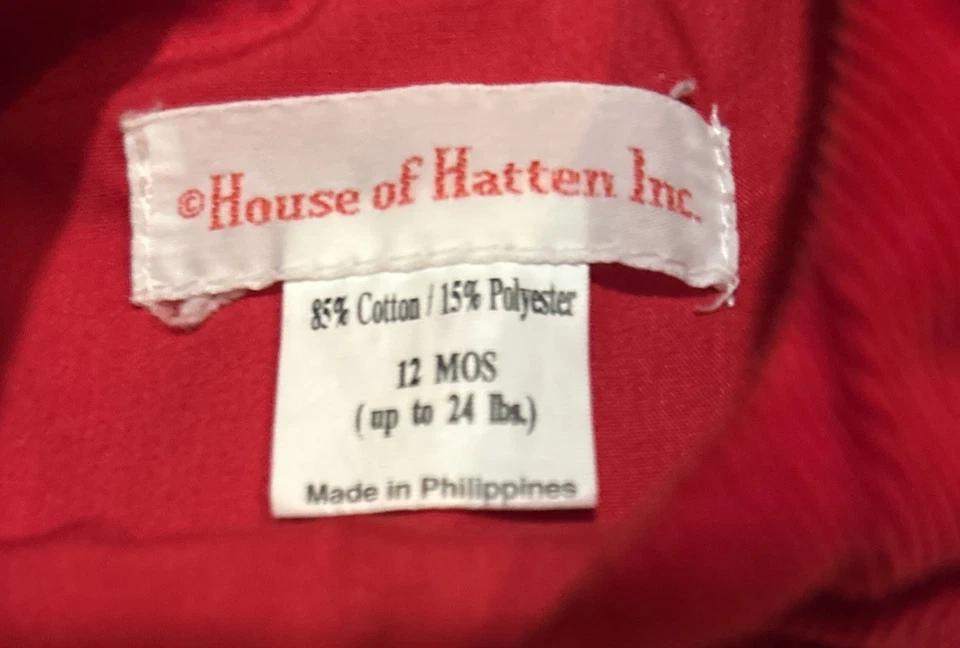 ©House of Hatten Inc.
85% Cotton / 15% Polyester
12 MOS
(up to 24 lbs.)
Made in Philippines